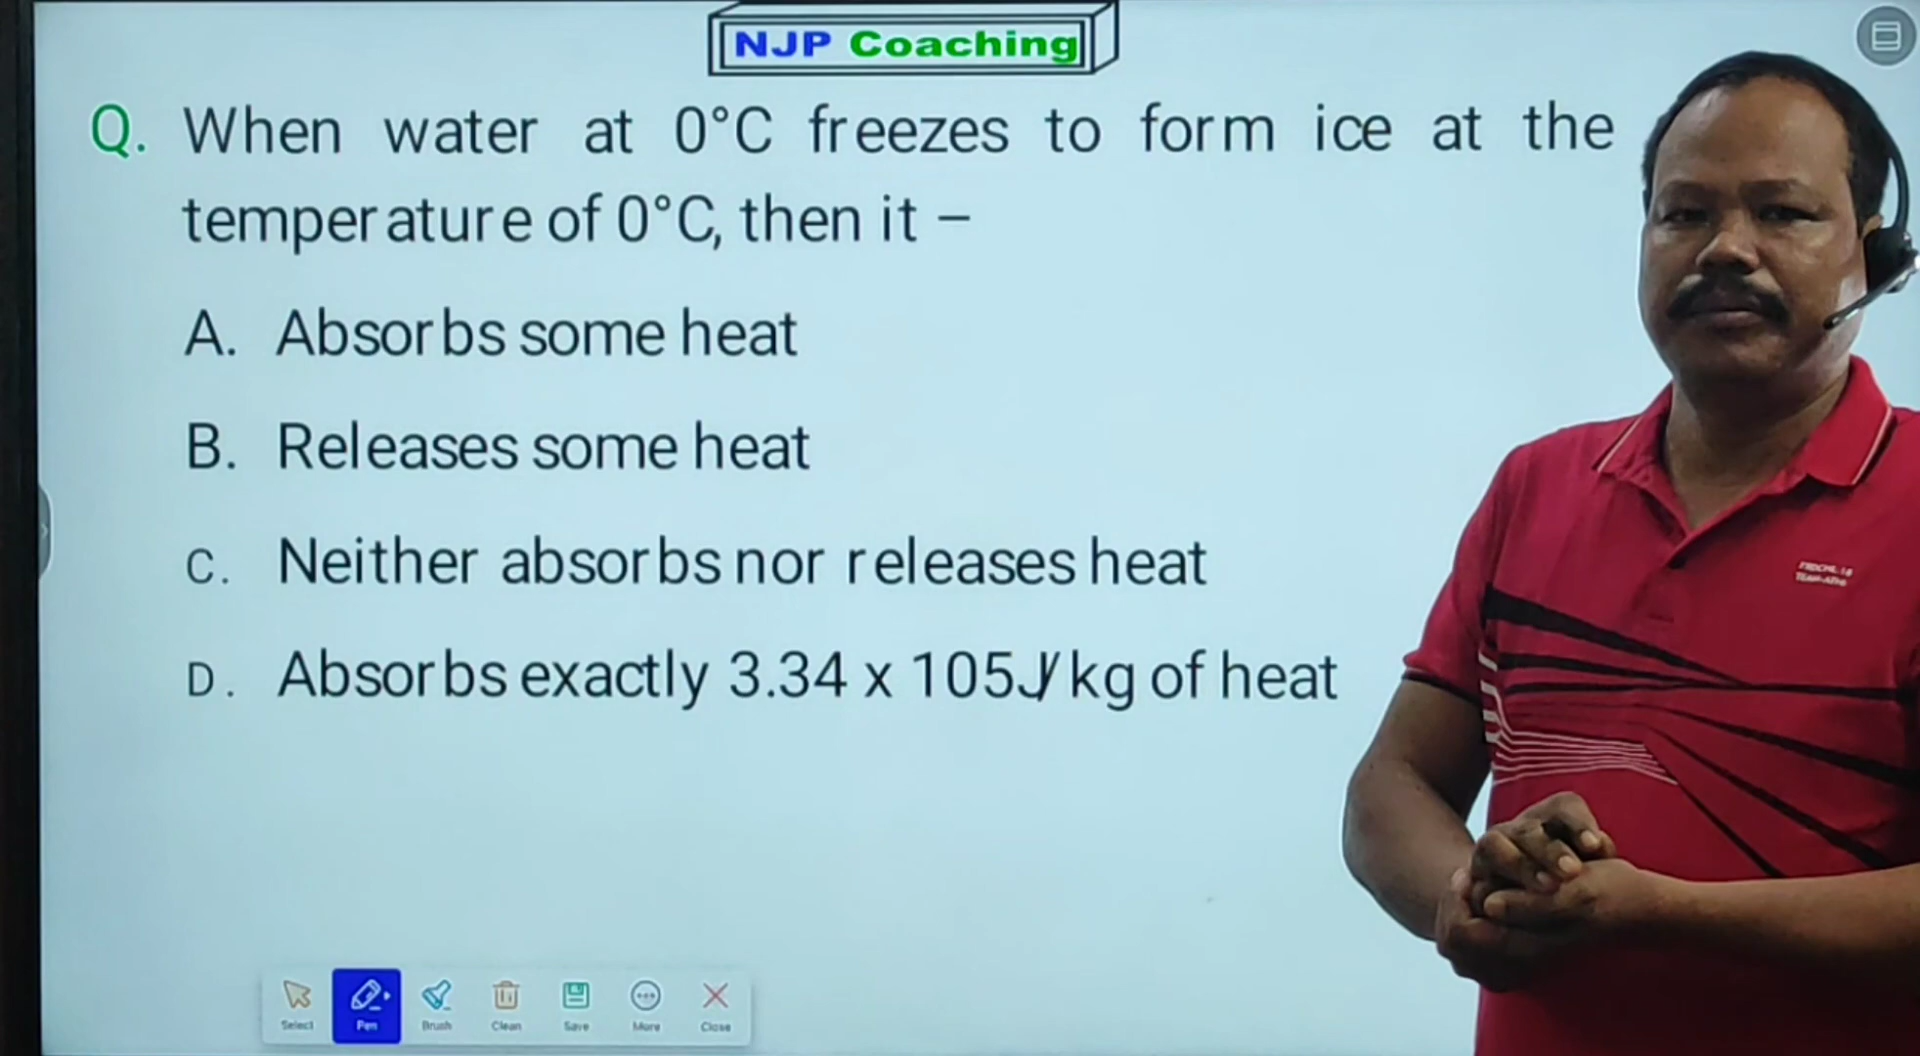 NJP Coaching
Q. When water at 0°C freezes to form ice at the
temperature of 0°C, then it –
A. Absorbs some heat
B. Releases some heat
C. Neither absorbs nor releases heat
D. Absorbs exactly 3.34 x 105J/kg of heat
Select Pen Brush Clean Save More Close